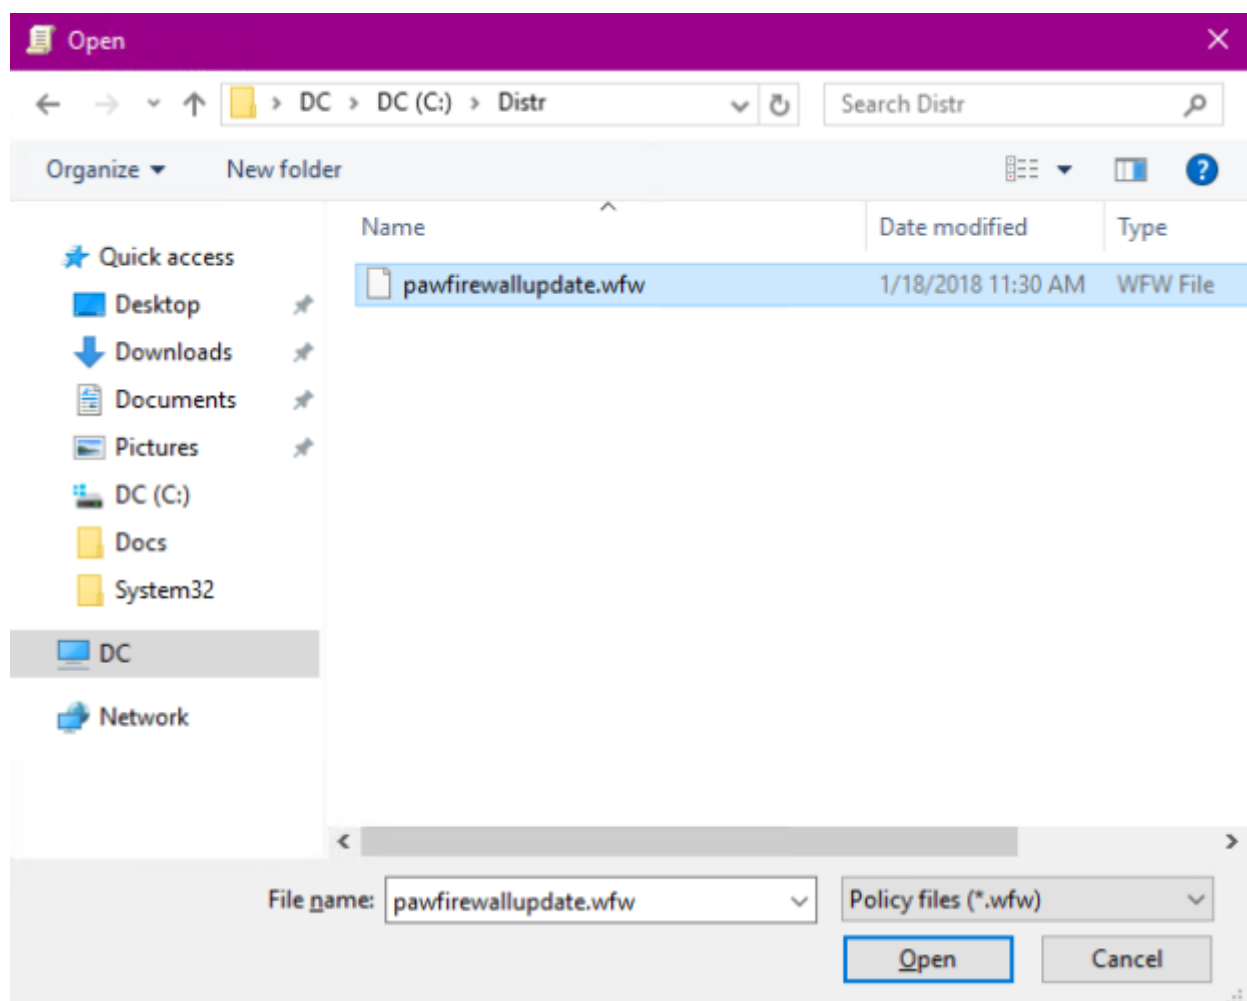 Open
DC > DC (C:) > Distr
Search Distr
Organize
New folder
?
Name
Date modified
Type
Quick access
Desktop
Downloads
Documents
Pictures
DC (C:)
Docs
System32
DC
Network
pawfirewallupdate.wfw 1/18/2018 11:30 AM WFW File
File name: pawfirewallupdate.wfw
Policy files (*.wfw)
Open
Cancel